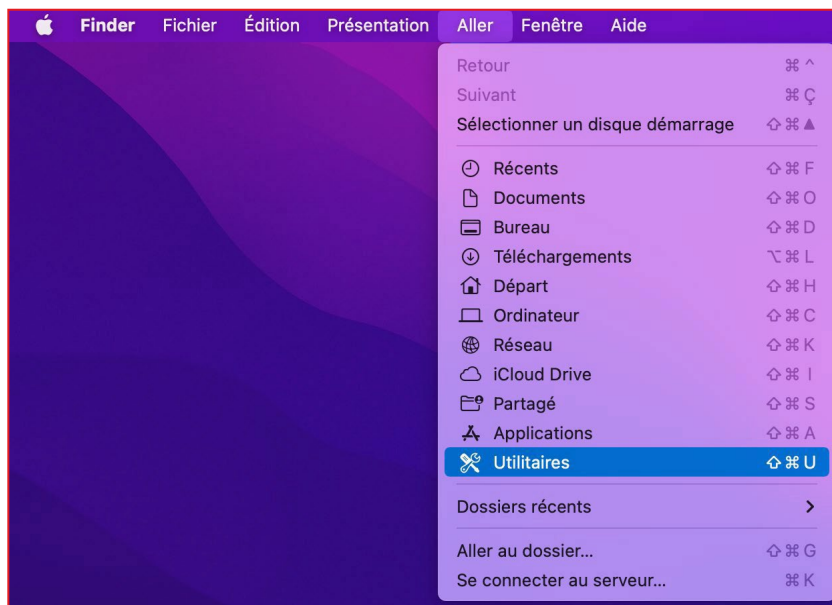 Finder Fichier Édition Présentation Aller Fenêtre Aide
Retour ⌘ ^
Suivant ⌘ Ç
Sélectionner un disque démarrage ⇧ ⌘ ▲
Récents ⇧ ⌘ F
Documents ⇧ ⌘ O
Bureau ⇧ ⌘ D
Téléchargements ⌥ ⌘ L
Départ ⇧ ⌘ H
Ordinateur ⇧ ⌘ C
Réseau ⇧ ⌘ K
iCloud Drive ⇧ ⌘ I
Partagé ⇧ ⌘ S
Applications ⇧ ⌘ A
Utilitaires ⇧ ⌘ U
Dossiers récents
Aller au dossier... ⇧ ⌘ G
Se connecter au serveur... ⌘ K